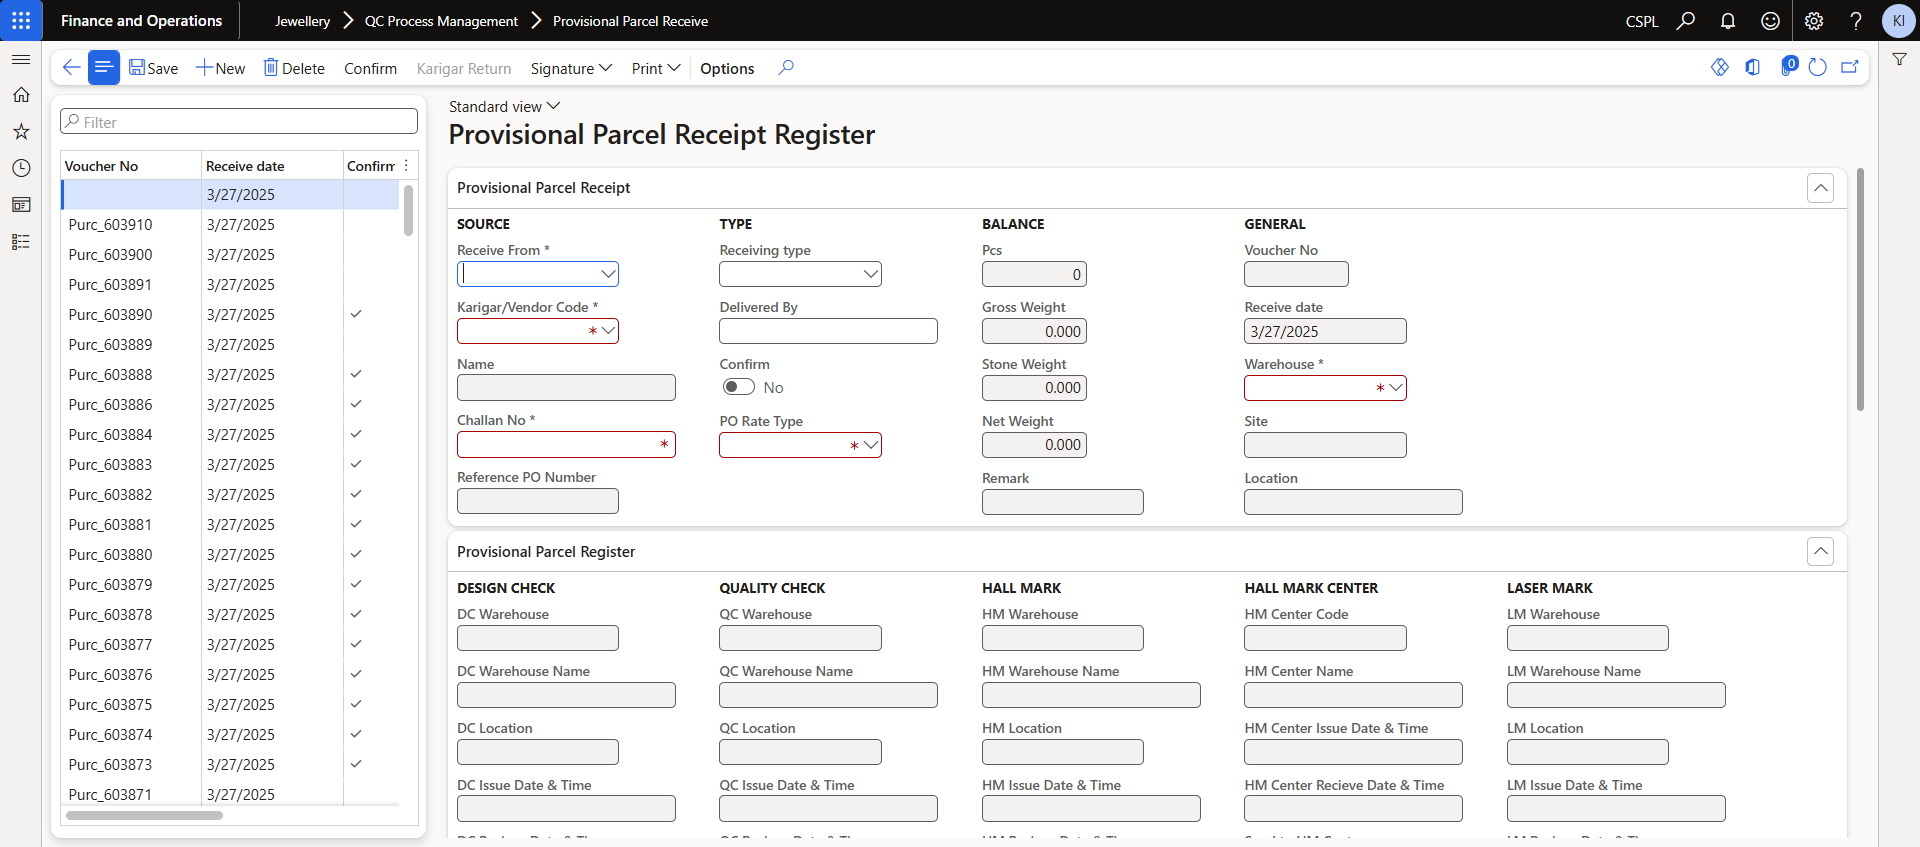 Finance and Operations
Jewellery
QC Process Management
Provisional Parcel Receive
CSPL
KI
Save
New
Delete
Confirm
Karigar Return
Signature
Print
Options
0
Filter
Voucher No Receive date Confirm
3/27/2025
Purc_603910 3/27/2025
Purc_603900 3/27/2025
Purc_603891 3/27/2025
Purc_603890 3/27/2025
Purc_603889 3/27/2025
Purc_603888 3/27/2025
Purc_603886 3/27/2025
Purc_603884 3/27/2025
Purc_603883 3/27/2025
Purc_603882 3/27/2025
Purc_603881 3/27/2025
Purc_603880 3/27/2025
Purc_603879 3/27/2025
Purc_603878 3/27/2025
Purc_603877 3/27/2025
Purc_603876 3/27/2025
Purc_603875 3/27/2025
Purc_603874 3/27/2025
Purc_603873 3/27/2025
Purc_603871 3/27/2025
Standard view
Provisional Parcel Receipt Register
Provisional Parcel Receipt
SOURCE
Receive From *
Karigar/Vendor Code *
*
Name
Challan No *
*
Reference PO Number
TYPE
Receiving type
Delivered By
Confirm
No
PO Rate Type
*
BALANCE
Pcs
0
Gross Weight
0.000
Stone Weight
0.000
Net Weight
0.000
Remark
GENERAL
Voucher No
Receive date
3/27/2025
Warehouse *
*
Site
Location
Provisional Parcel Register
DESIGN CHECK
DC Warehouse
DC Warehouse Name
DC Location
DC Issue Date & Time
QUALITY CHECK
QC Warehouse
QC Warehouse Name
QC Location
QC Issue Date & Time
HALL MARK
HM Warehouse
HM Warehouse Name
HM Location
HM Issue Date & Time
HALL MARK CENTER
HM Center Code
HM Center Name
HM Center Issue Date & Time
HM Center Recieve Date & Time
LASER MARK
LM Warehouse
LM Warehouse Name
LM Location
LM Issue Date & Time